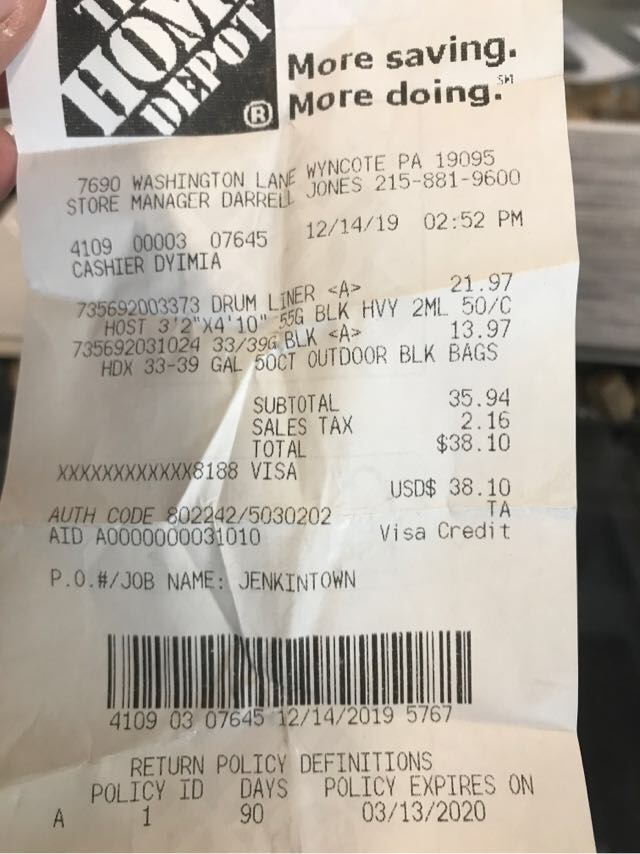 THE
HOME
DEPOT
®
More saving.
More doing.℠
7690 WASHINGTON LANE WYNCOTE PA 19095
STORE MANAGER DARRELL JONES 215-881-9600
4109 00003 07645 12/14/19 02:52 PM
CASHIER DYIMIA
735692003373 DRUM LINER <A> 21.97
HOST 3'2"X4'10" 55G BLK HVY 2ML 50/C
735692031024 33/39G BLK <A> 13.97
HDX 33-39 GAL 50CT OUTDOOR BLK BAGS
SUBTOTAL 35.94
SALES TAX 2.16
TOTAL $38.10
XXXXXXXXXXXX8188 VISA
USD$ 38.10
AUTH CODE 802242/5030202 TA
AID A0000000031010 Visa Credit
P.O.#/JOB NAME: JENKINTOWN
4109 03 07645 12/14/2019 5767
RETURN POLICY DEFINITIONS
POLICY ID DAYS POLICY EXPIRES ON
A 1 90 03/13/2020